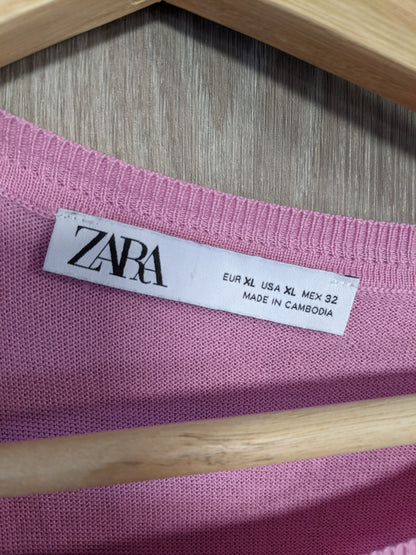 ZARA
EUR XL USA XL MEX 32
MADE IN CAMBODIA